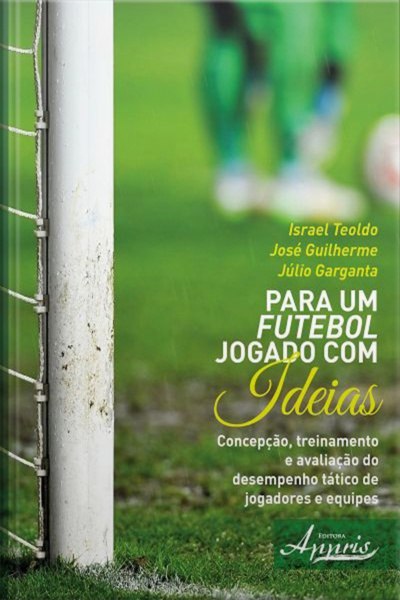 Israel Teoldo
José Guilherme
Júlio Garganta
PARA UM
FUTEBOL
JOGADO COM
Ideias
Concepção, treinamento
e avaliação do
desempenho tático de
jogadores e equipes
EDITORA
Appris